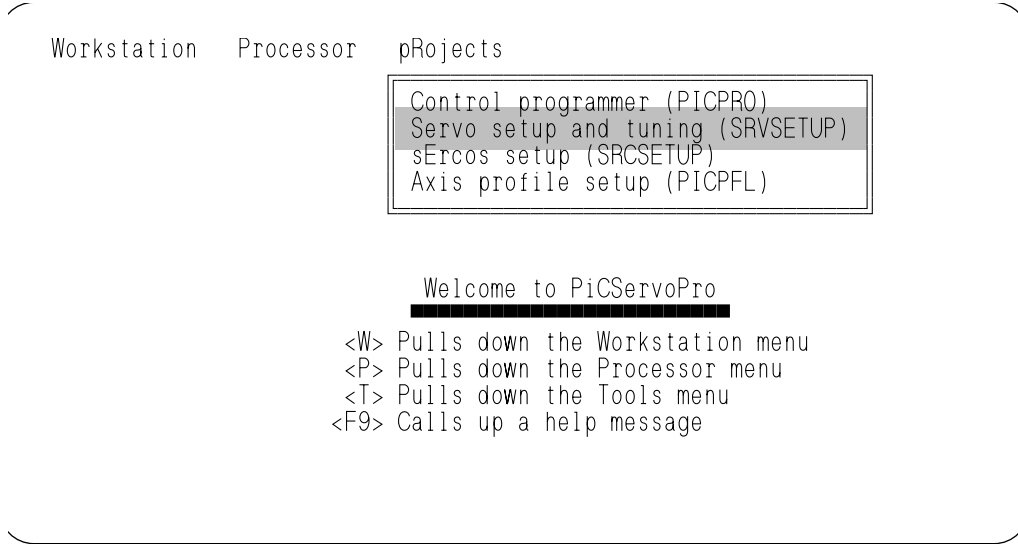 Workstation Processor pRojects
Control programmer (PICPRO)
Servo setup and tuning (SRVSETUP)
sErcos setup (SRCSETUP)
Axis profile setup (PICPFL)
Welcome to PiCServoPro
<W> Pulls down the Workstation menu
<P> Pulls down the Processor menu
<T> Pulls down the Tools menu
<F9> Calls up a help message